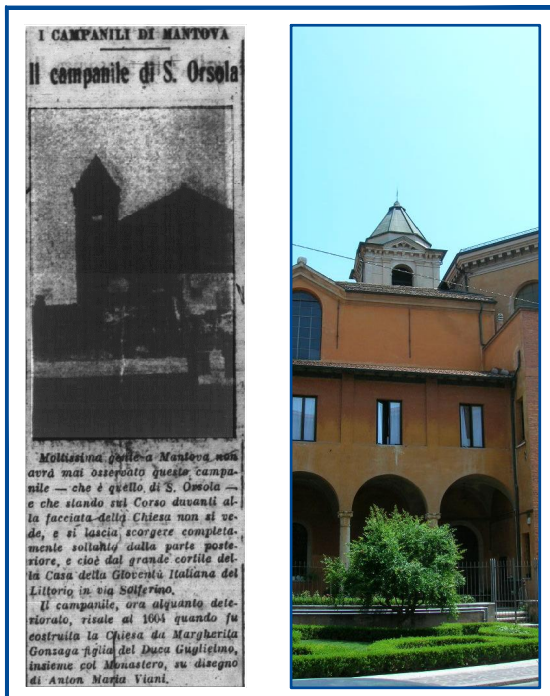 I CAMPANILI DI MANTOVA
Il campanile di S. Orsola
Moltissima gente a Mantova non
avrà mai osservato questo campa-
nile — che è quello di S. Orsola —
e che stando sul Corso davanti al-
la facciata della Chiesa non si ve-
de, e si lascia scorgere completa-
mente soltanto dalla parte poste-
riore, e cioè dal grande cortile del-
la Casa della Gioventù Italiana del
Littorio in via Solferino.
Il campanile, ora alquanto dete-
riorato, risale al 1604 quando fu
costruita la Chiesa da Margherita
Gonzaga figlia del Duca Guglielmo,
insieme col Monastero, su disegno
di Anton Maria Viani.